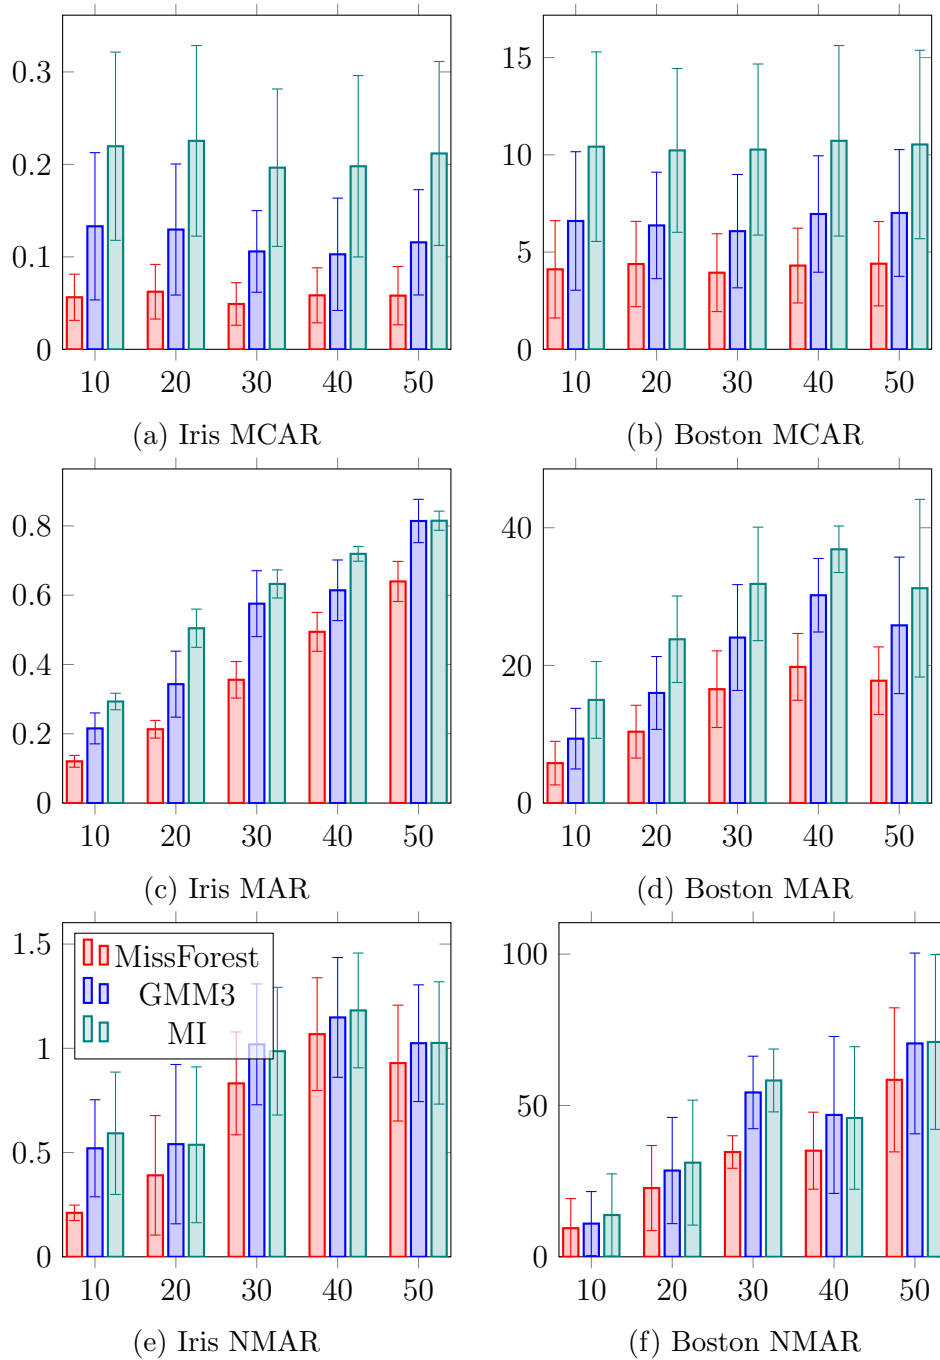 0.3
0.2
0.1
0
10 20 30 40 50
(a) Iris MCAR
15
10
5
0
10 20 30 40 50
(b) Boston MCAR
0.8
0.6
0.4
0.2
0
10 20 30 40 50
(c) Iris MAR
40
20
0
10 20 30 40 50
(d) Boston MAR
1.5
1
0.5
0
MissForest
GMM3
MI
10 20 30 40 50
(e) Iris NMAR
100
50
0
10 20 30 40 50
(f) Boston NMAR